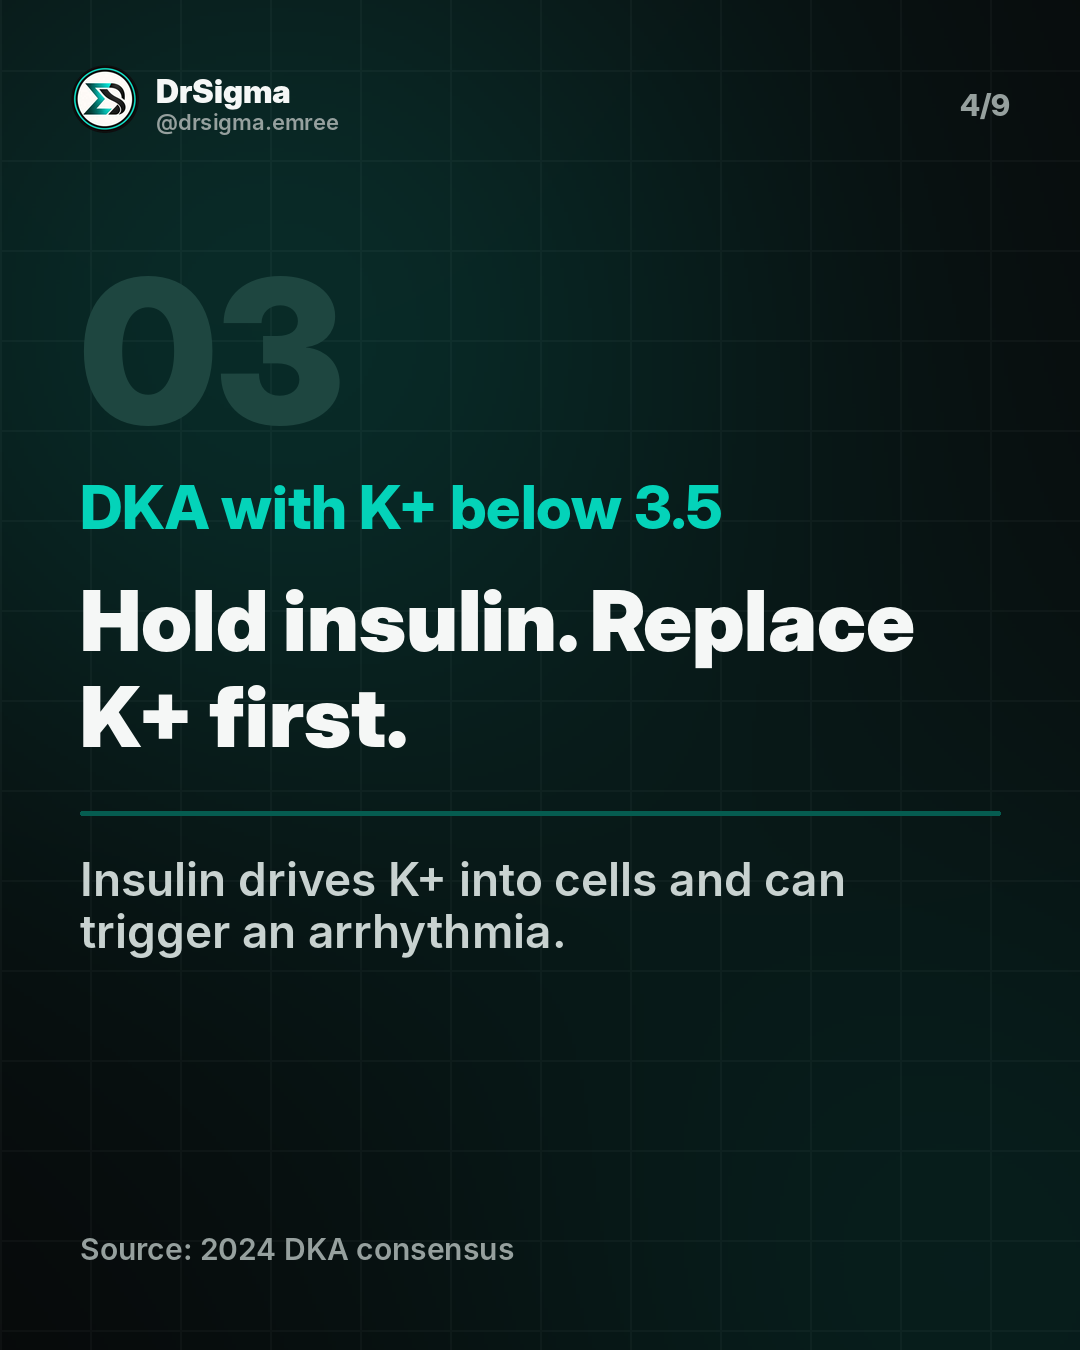 DrSigma
@drsigma.emree
4/9
03
DKA with K+ below 3.5
Hold insulin. Replace
K+ first.
Insulin drives K+ into cells and can
trigger an arrhythmia.
Source: 2024 DKA consensus